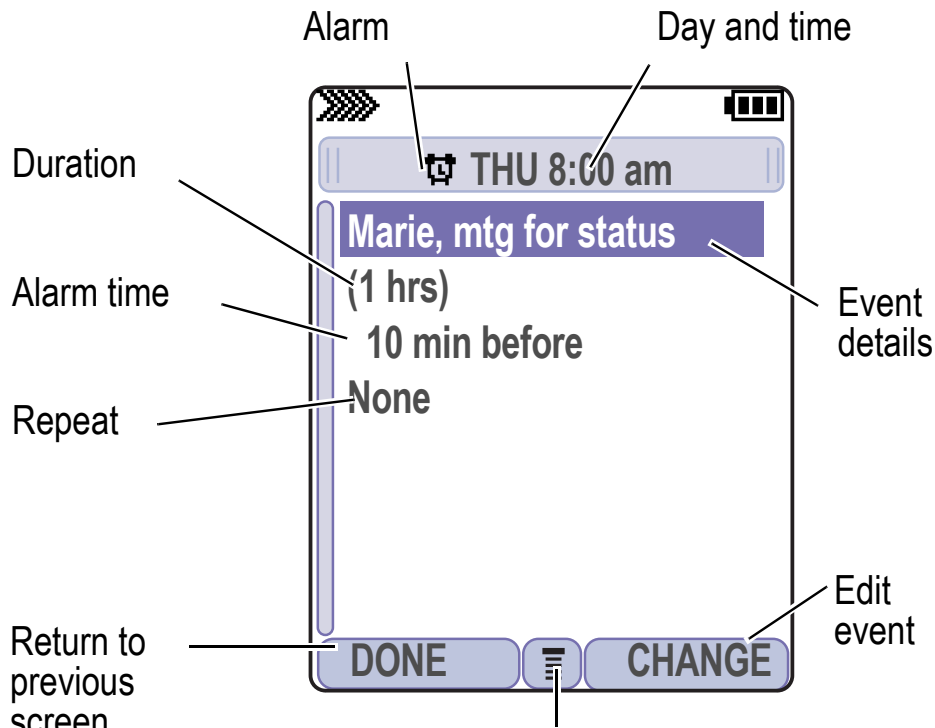 Alarm
Day and time
THU 8:00 am
Duration
Marie, mtg for status
(1 hrs)
Alarm time
10 min before
Event
details
None
Repeat
Edit
event
Return to
previous
screen
DONE
CHANGE